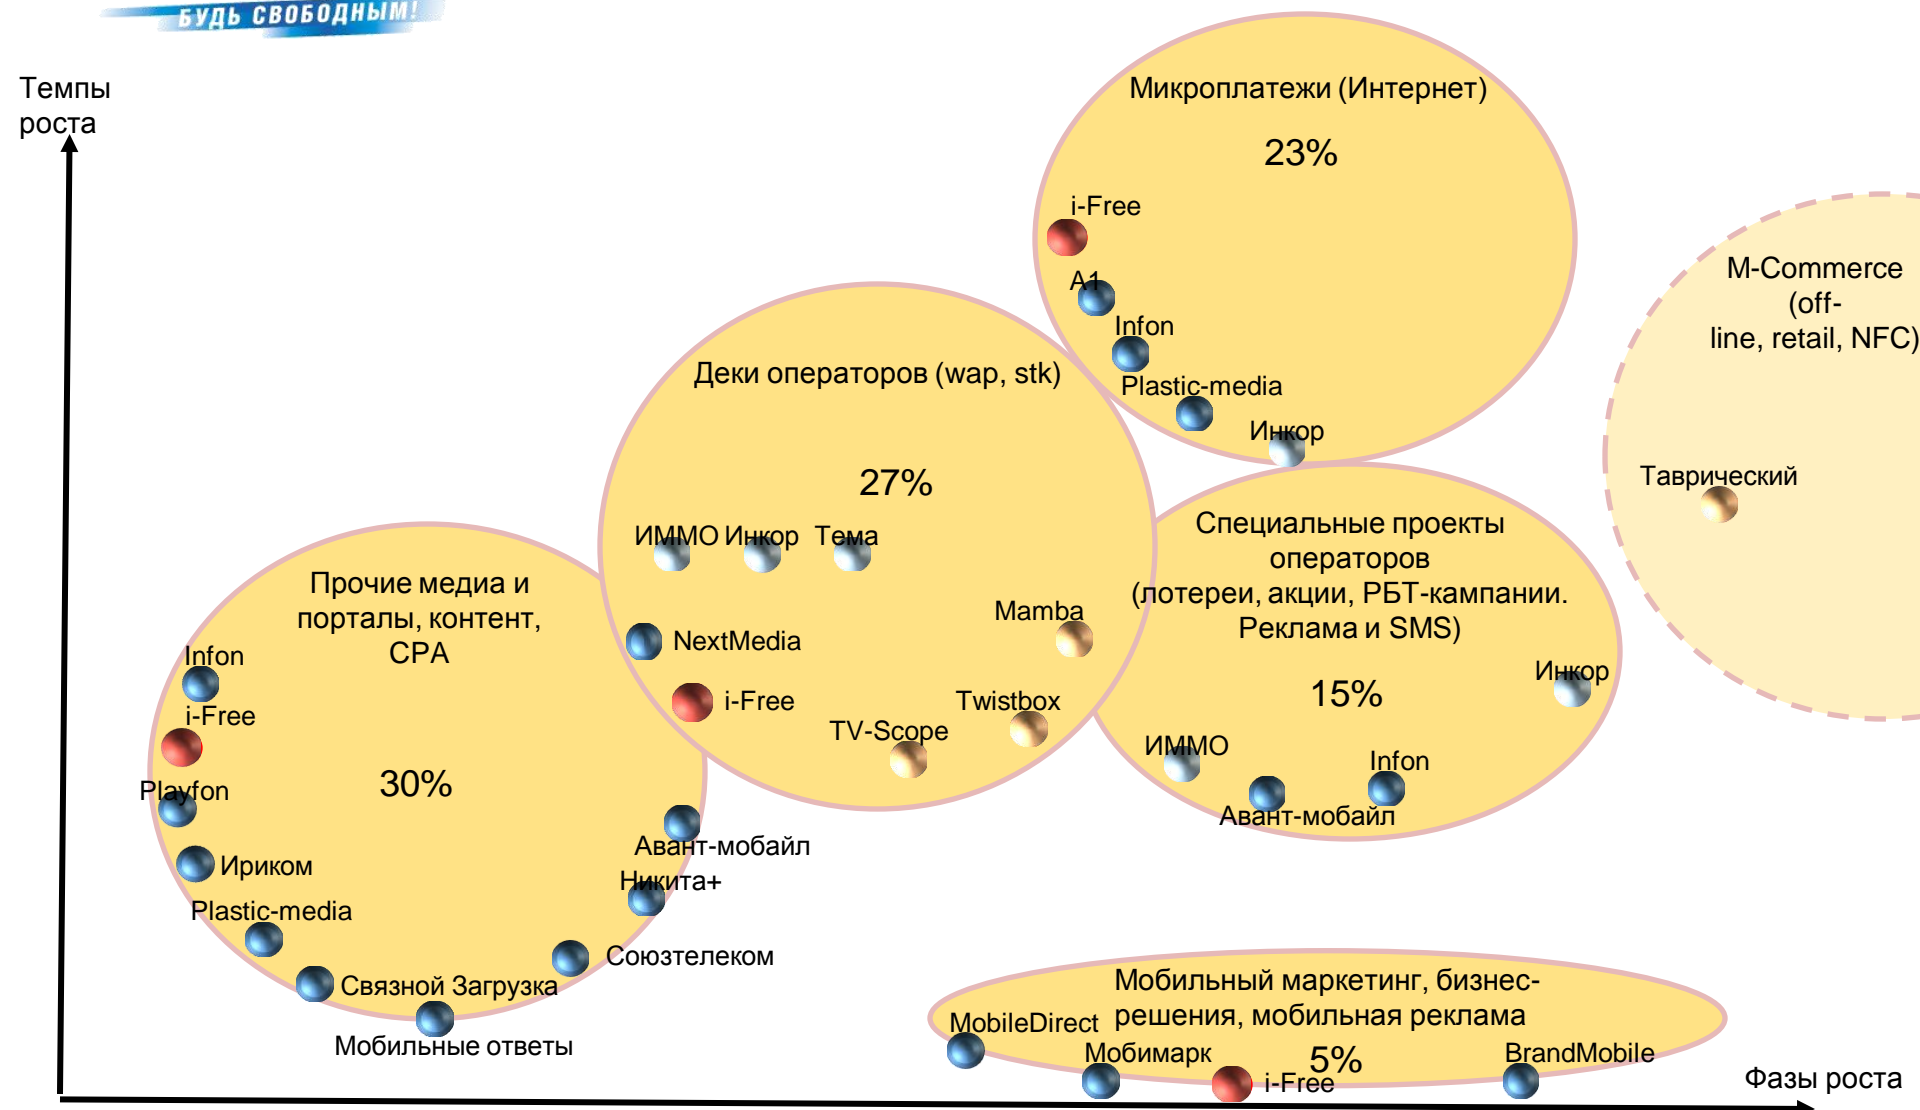 БУДЬ СВОБОДНЫМ!
Темпы
роста
Микроплатежи (Интернет)
23%
i-Free
A1
Infon
Plastic-media
Инкор
M-Commerce
(off-
line, retail, NFC)
Таврический
Деки операторов (wap, stk)
27%
ИММО Инкор Тема
NextMedia
Mamba
i-Free
Twistbox
TV-Scope
Специальные проекты
операторов
(лотереи, акции, РБТ-кампании.
Реклама и SMS)
15%
Инкор
ИММО
Infon
Авант-мобайл
Прочие медиа и
порталы, контент,
CPA
30%
Infon
i-Free
Playfon
Ириком
Plastic-media
Связной Загрузка
Мобильные ответы
Авант-мобайл
Никита+
Союзтелеком
Мобильный маркетинг, бизнес-
решения, мобильная реклама
5%
MobileDirect
Мобимарк
i-Free
BrandMobile
Фазы роста